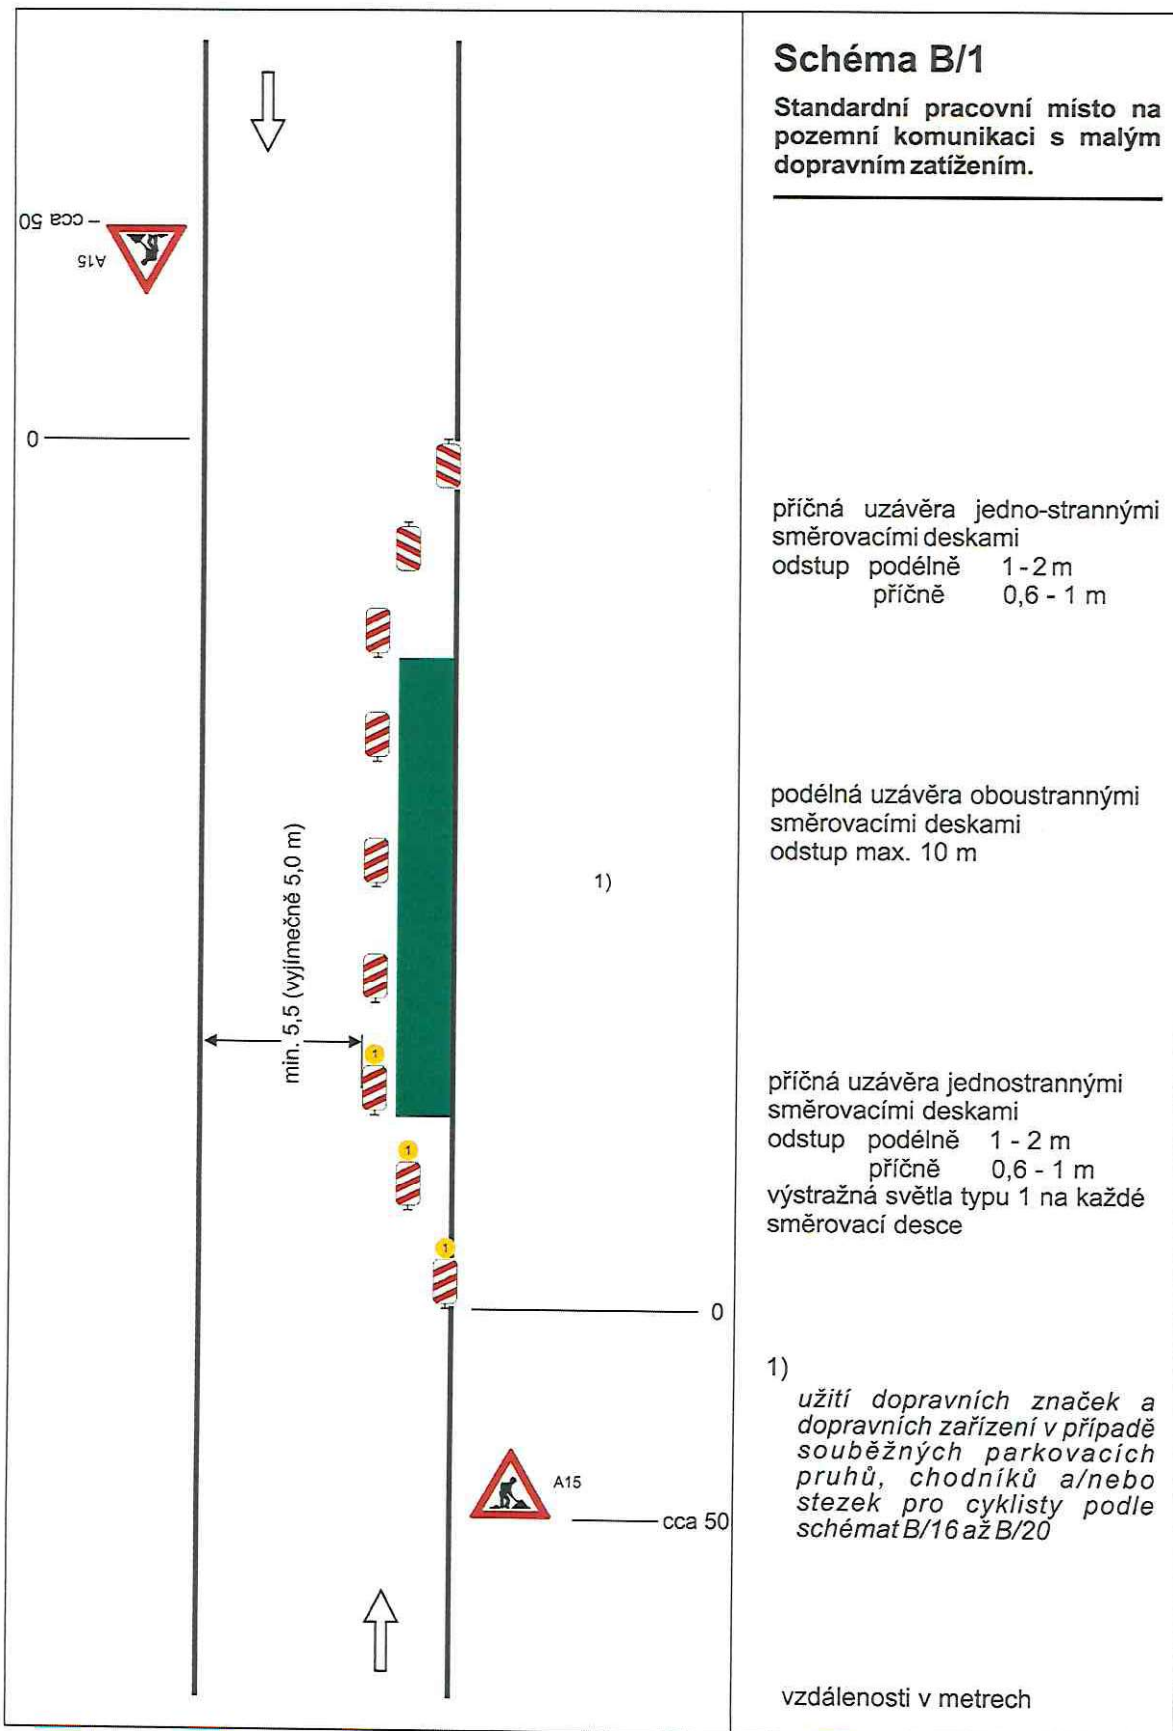 Schéma B/1
Standardní pracovní místo na
pozemní komunikaci s malým
dopravním zatížením.
cca 50
A15
0
příčná uzávěra jedno-strannými
směrovacími deskami
odstup podélně 1 - 2 m
příčně 0,6 - 1 m
podélná uzávěra oboustrannými
směrovacími deskami
odstup max. 10 m
1)
min. 5,5 (vyjímečně 5,0 m)
1
1
1
příčná uzávěra jednostrannými
směrovacími deskami
odstup podélně 1 - 2 m
příčně 0,6 - 1 m
výstražná světla typu 1 na každé
směrovací desce
0
1)
užití dopravních značek a
dopravních zařízení v případě
souběžných parkovacích
pruhů, chodníků a/nebo
stezek pro cyklisty podle
schémat B/16 až B/20
A15
cca 50
vzdálenosti v metrech